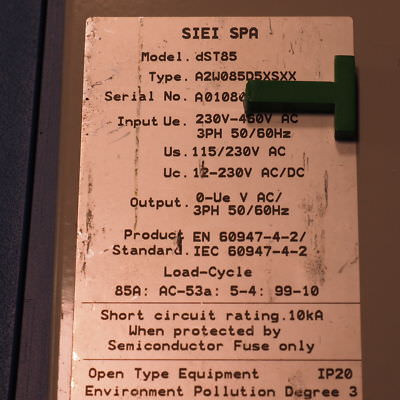 SIEI SPA
Model. dST85
Type. A2W085D5XSXX
Serial No.
Input Ue. 230V-460V AC
3PH 50/60Hz
Us. 115/230V AC
Uc. 12-230V AC/DC
Output. 0-Ue V AC/
3PH 50/60Hz
Product EN 60947-4-2/
Standard. IEC 60947-4-2
Load-Cycle
85A: AC-53a: 5-4: 99-10
Short circuit rating.10kA
When protected by
Semiconductor Fuse only
Open Type Equipment IP20
Environment Pollution Degree 3